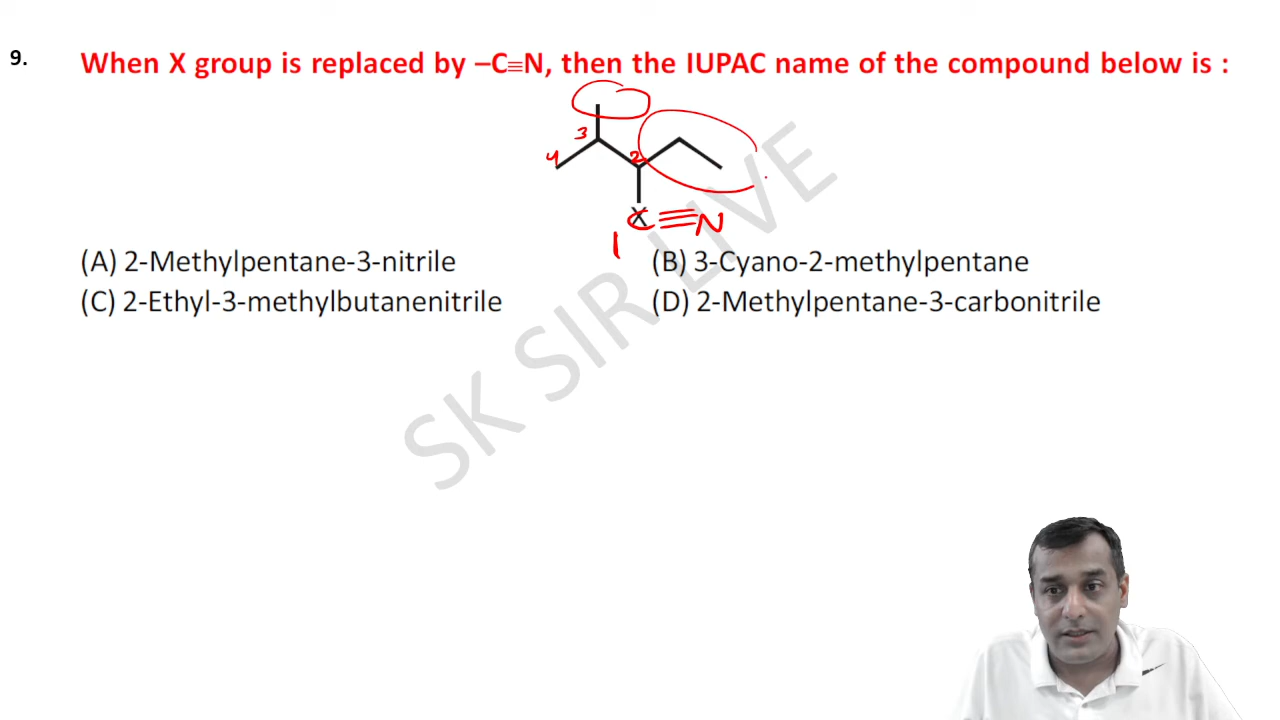 9. When X group is replaced by –C≡N, then the IUPAC name of the compound below is :
3
4
2
X
C≡N
1
(A) 2-Methylpentane-3-nitrile (B) 3-Cyano-2-methylpentane
(C) 2-Ethyl-3-methylbutanenitrile (D) 2-Methylpentane-3-carbonitrile
SK SIR LIVE